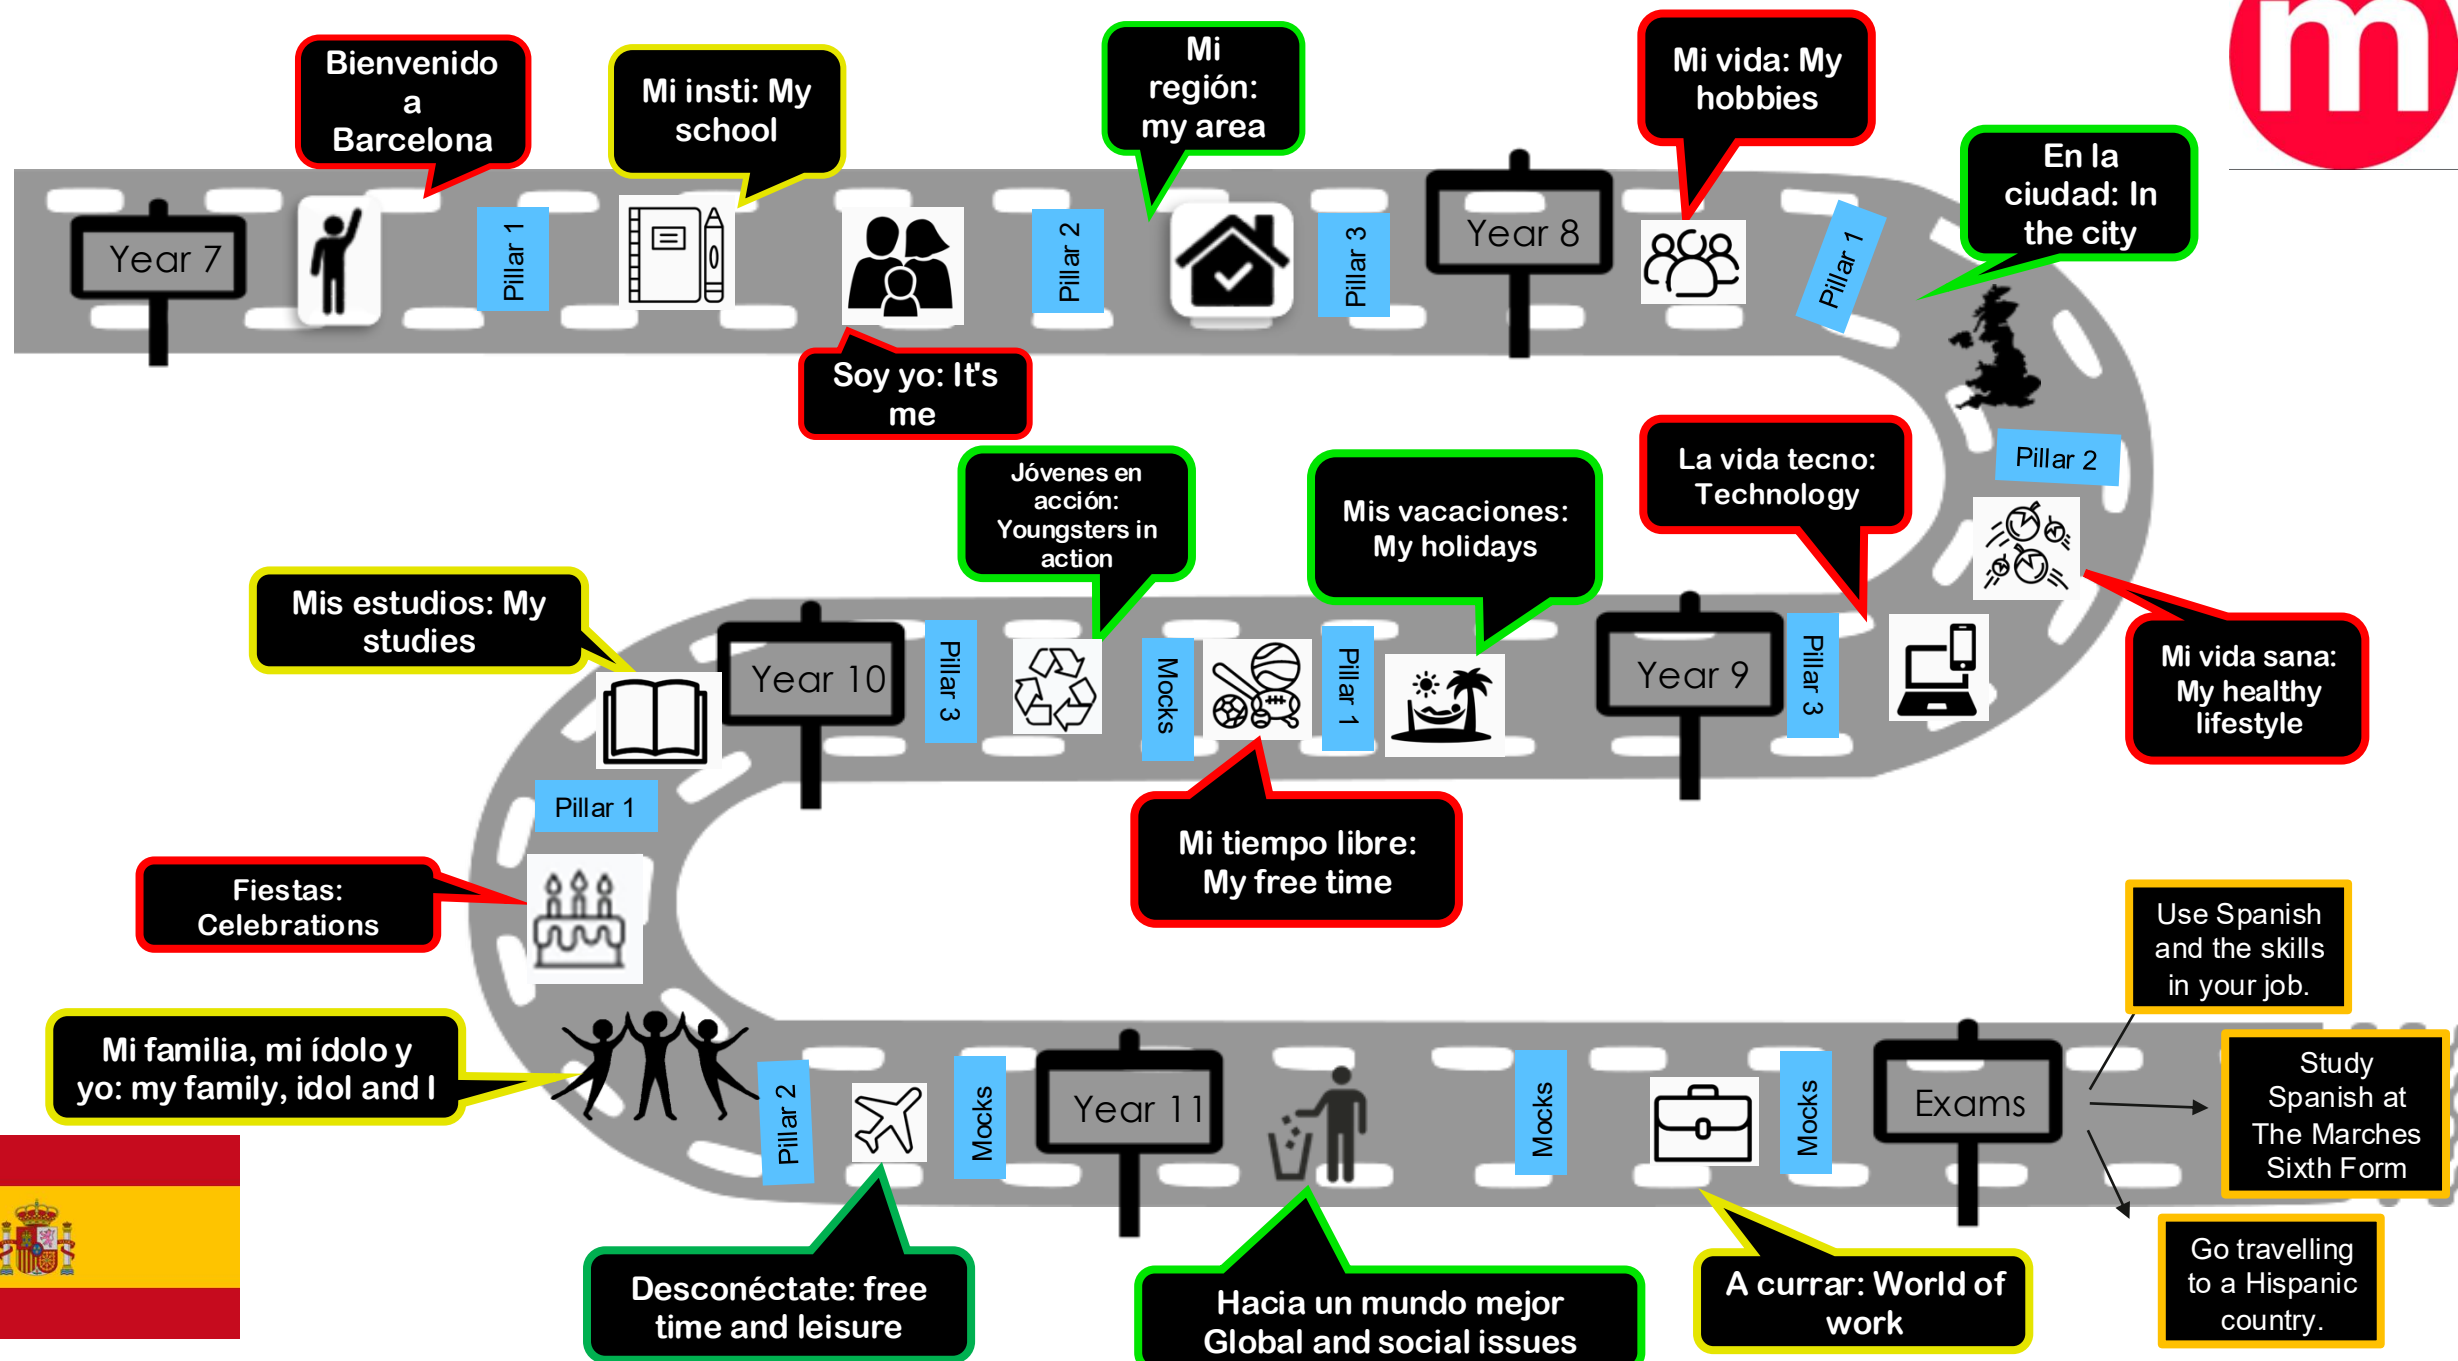 Bienvenido
a
Barcelona
Mi insti: My
school
Mi
región:
my area
Mi vida: My
hobbies
m
En la
ciudad: In
the city
Year 7
Pillar 1
Pillar 2
Pillar 3
Year 8
Pillar 1
Soy yo: It's
me
Pillar 2
La vida tecno:
Technology
Mis vacaciones:
My holidays
Jóvenes en
acción:
Youngsters in
action
Mi vida sana:
My healthy
lifestyle
Pillar 3
Year 9
Pillar 1
Mocks
Pillar 3
Year 10
Mi tiempo libre:
My free time
Mis estudios: My
studies
Pillar 1
Fiestas:
Celebrations
Mi familia, mi ídolo y
yo: my family, idol and I
Pillar 2
Mocks
Year 11
Mocks
Mocks
Exams
Desconéctate: free
time and leisure
Hacia un mundo mejor
Global and social issues
A currar: World of
work
Use Spanish
and the skills
in your job.
Study
Spanish at
The Marches
Sixth Form
Go travelling
to a Hispanic
country.